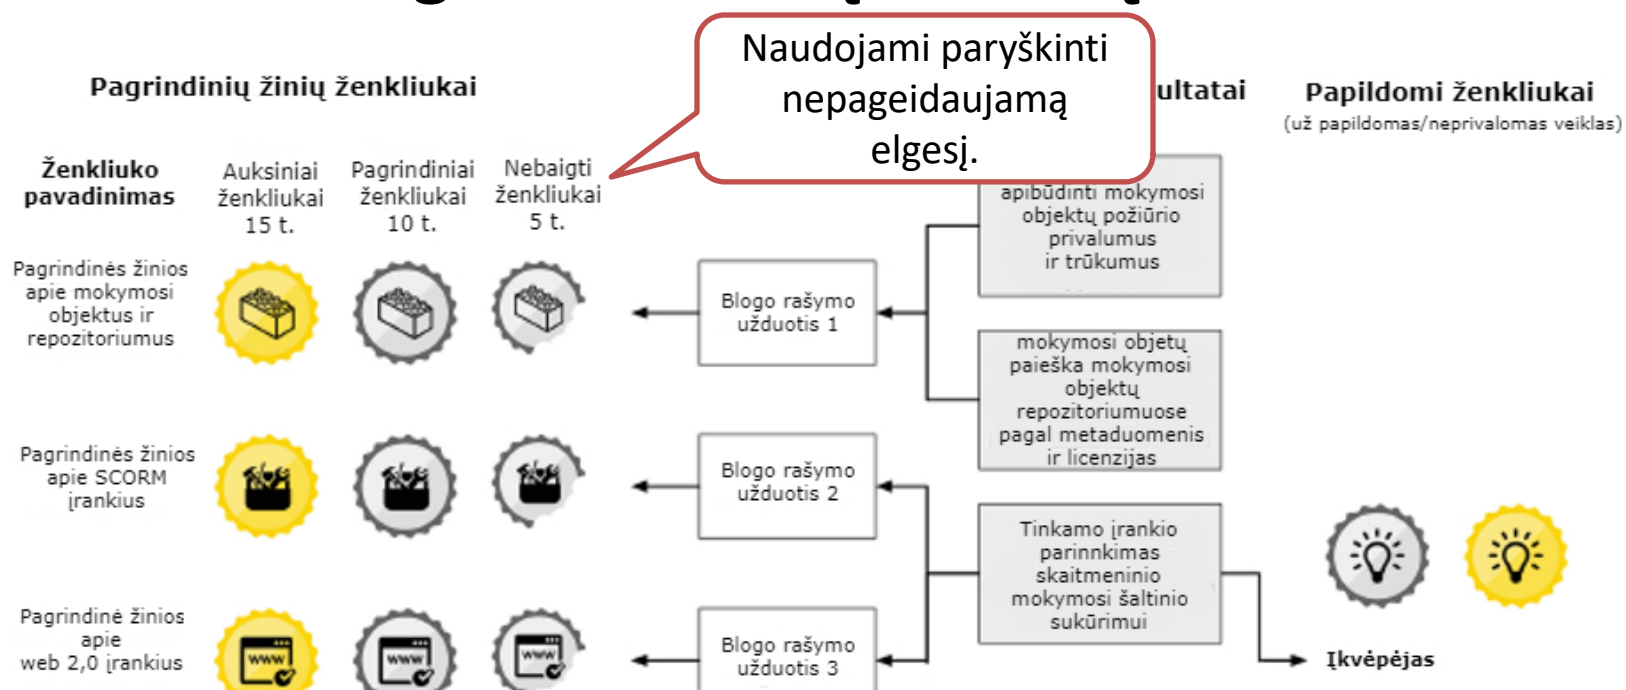 Naudojami paryškinti
nepageidaujamą
elgesį.
Pagrindinių žinių ženkliukai
ultatai
Papildomi ženkliukai
(už papildomas/neprivalomas veiklas)
Ženkliuko
pavadinimas
Auksiniai
ženkliukai
15 t.
Pagrindiniai
ženkliukai
10 t.
Nebaigti
ženkliukai
5 t.
apibūdinti mokymosi
objektų požiūrio
privalumus
ir trūkumus
Pagrindinės žinios
apie mokymosi
objektus ir
repozitoriumus
Blogo rašymo
užduotis 1
mokymosi objetų
paieška mokymosi
objektų
repozitoriumuose
pagal metaduomenis
ir licenzijas
Pagrindinės žinios
apie SCORM
įrankius
Blogo rašymo
užduotis 2
Tinkamo įrankio
parinnkimas
skaitmeninio
mokymosi šaltinio
sukūrimui
Pagrindinė žinios
apie
web 2,0 įrankius
www
www
www
Blogo rašymo
užduotis 3
Įkvėpėjas